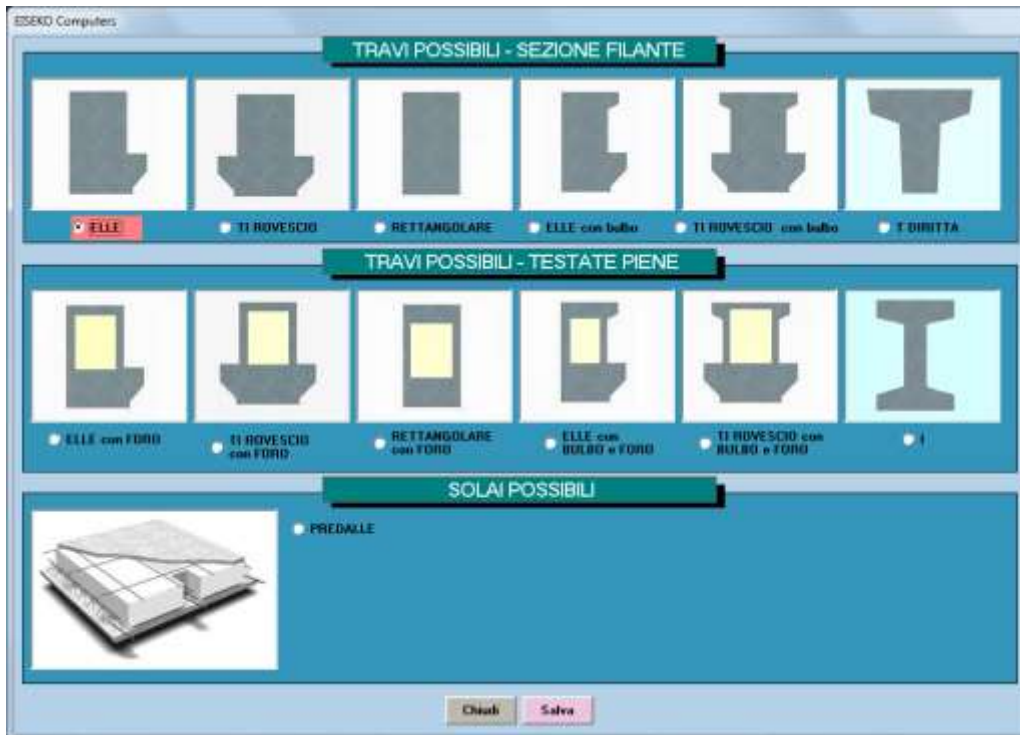 EISEKO Computers
TRAVI POSSIBILI - SEZIONE FILANTE
ELLE
TI ROVESCIO
RETTANGOLARE
ELLE con bulbo
TI ROVESCIO con bulbo
T DIRITTA
TRAVI POSSIBILI - TESTATE PIENE
ELLE con FORO
TI ROVESCIO
con FORO
RETTANGOLARE
con FORO
ELLE con
BULBO e FORO
TI ROVESCIO con
BULBO e FORO
I
SOLAI POSSIBILI
PREDALLE
Chiudi
Salva